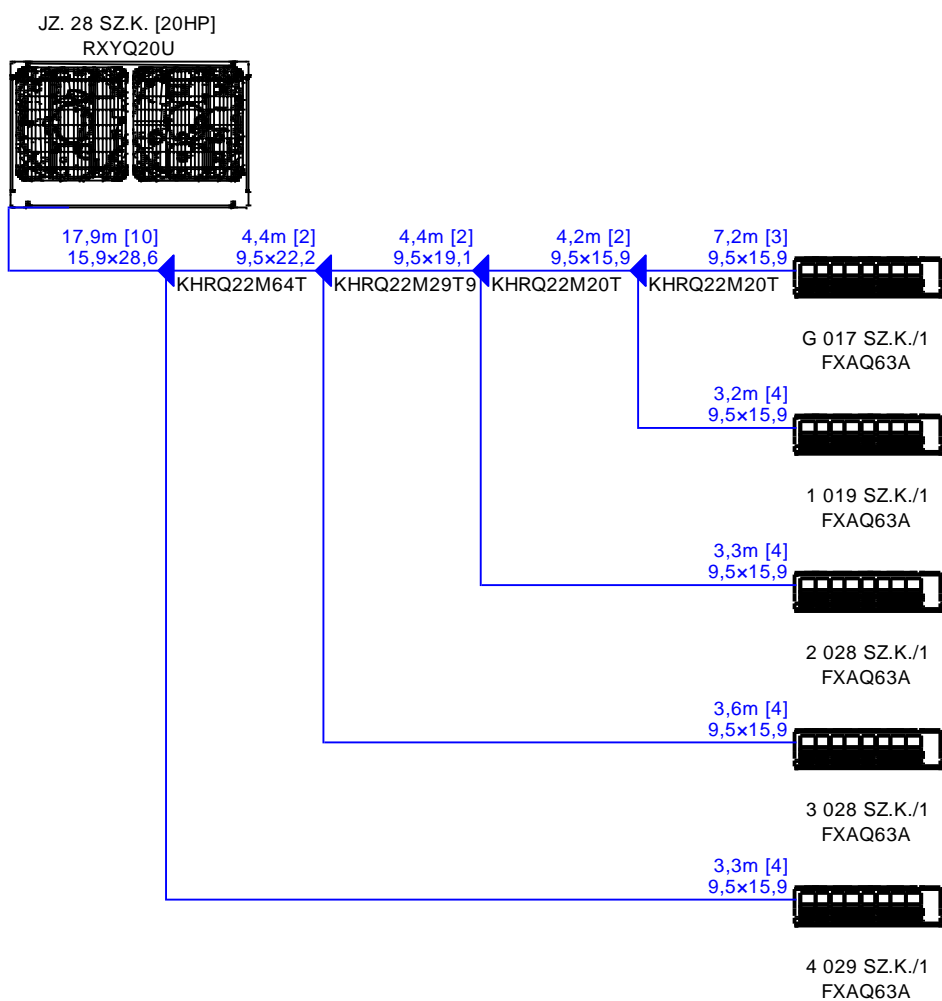 JZ. 28 SZ.K. [20HP]
RXYQ20U
17,9m [10]
15,9×28,6
4,4m [2]
9,5×22,2
4,4m [2]
9,5×19,1
4,2m [2]
9,5×15,9
7,2m [3]
9,5×15,9
KHRQ22M64T
KHRQ22M29T9
KHRQ22M20T
KHRQ22M20T
G 017 SZ.K./1
FXAQ63A
3,2m [4]
9,5×15,9
1 019 SZ.K./1
FXAQ63A
3,3m [4]
9,5×15,9
2 028 SZ.K./1
FXAQ63A
3,6m [4]
9,5×15,9
3 028 SZ.K./1
FXAQ63A
3,3m [4]
9,5×15,9
4 029 SZ.K./1
FXAQ63A